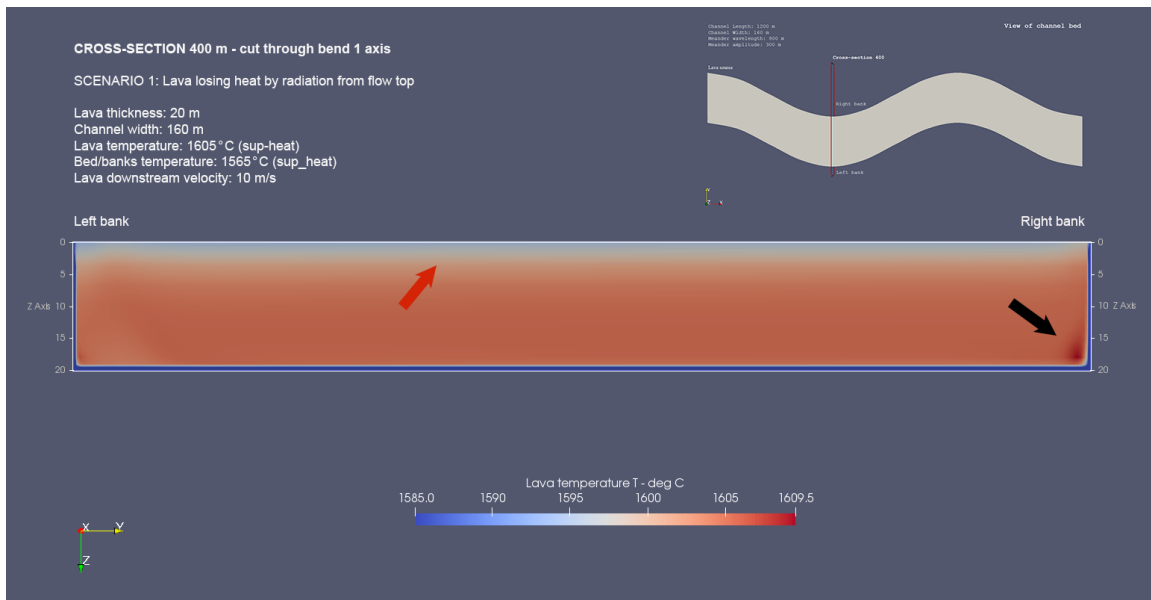 CROSS-SECTION 400 m - cut through bend 1 axis
SCENARIO 1: Lava losing heat by radiation from flow top
Lava thickness: 20 m
Channel width: 160 m
Lava temperature: 1605°C (sup-heat)
Bed/banks temperature: 1565°C (sup_heat)
Lava downstream velocity: 10 m/s
Channel Length: 1200 m
Channel Width: 160 m
Meander wavelength: 800 m
Meander amplitude: 300 m
View of channel bed
Cross-section 400
Lava source
Right bank
Left bank
Y
Z X
Left bank
Right bank
0 0
5 5
Z Axis 10 10 Z Axis
15 15
20 20
Lava temperature T - deg C
1585.0 1590 1595 1600 1605 1609.5
X Y
Z